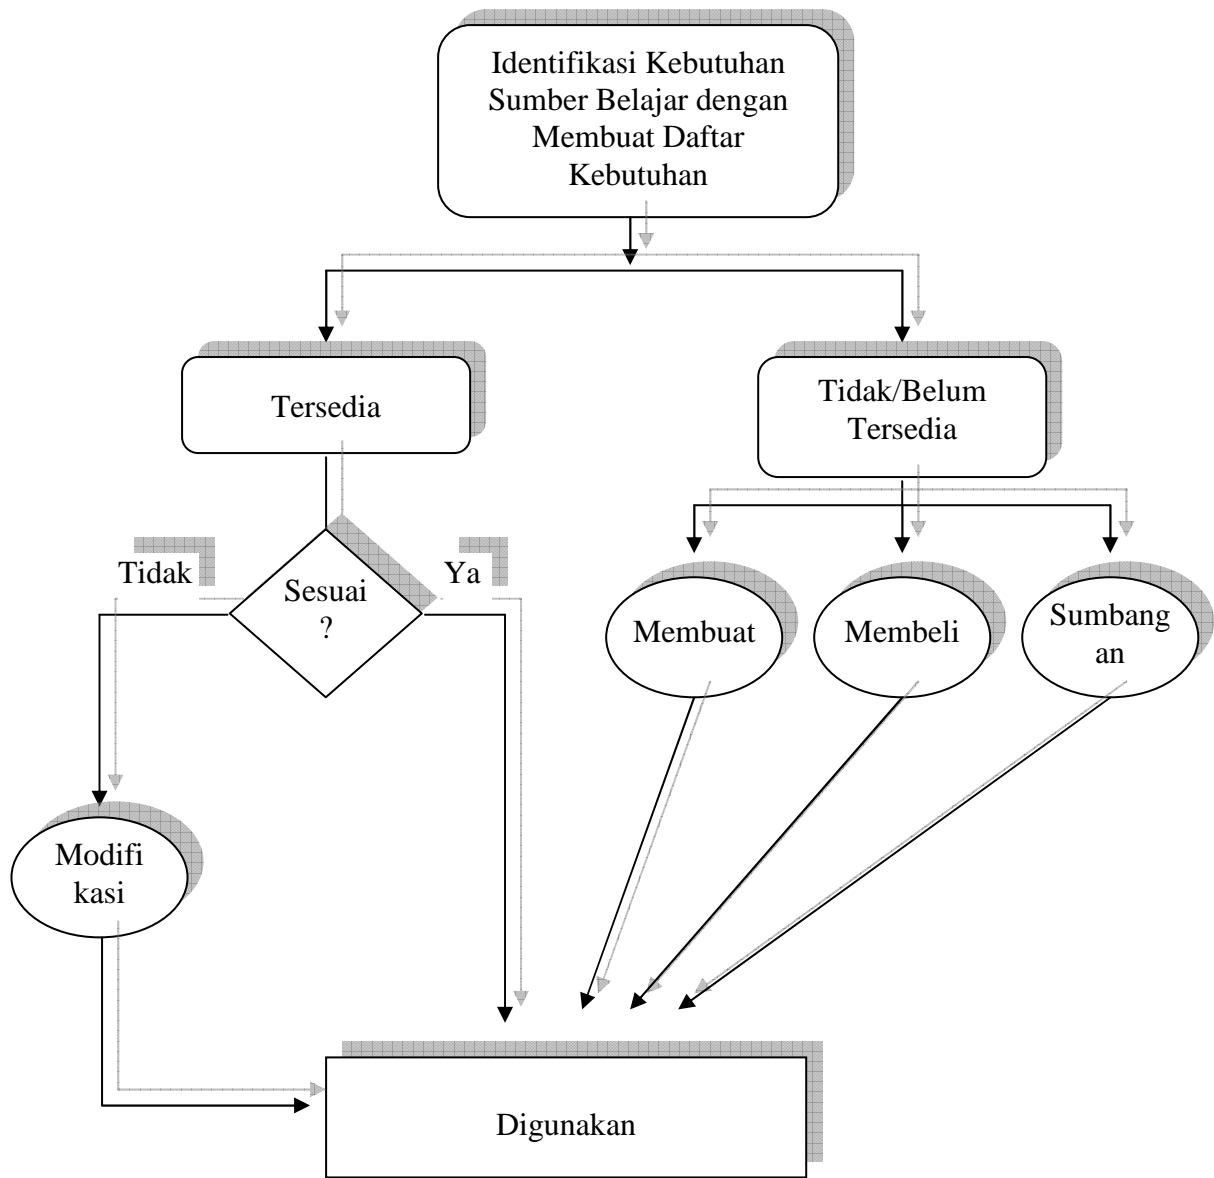 Identifikasi Kebutuhan
Sumber Belajar dengan
Membuat Daftar
Kebutuhan
Tersedia
Tidak/Belum
Tersedia
Tidak
Sesuai
?
Ya
Membuat
Membeli
Sumbang
an
Modifi
kasi
Digunakan